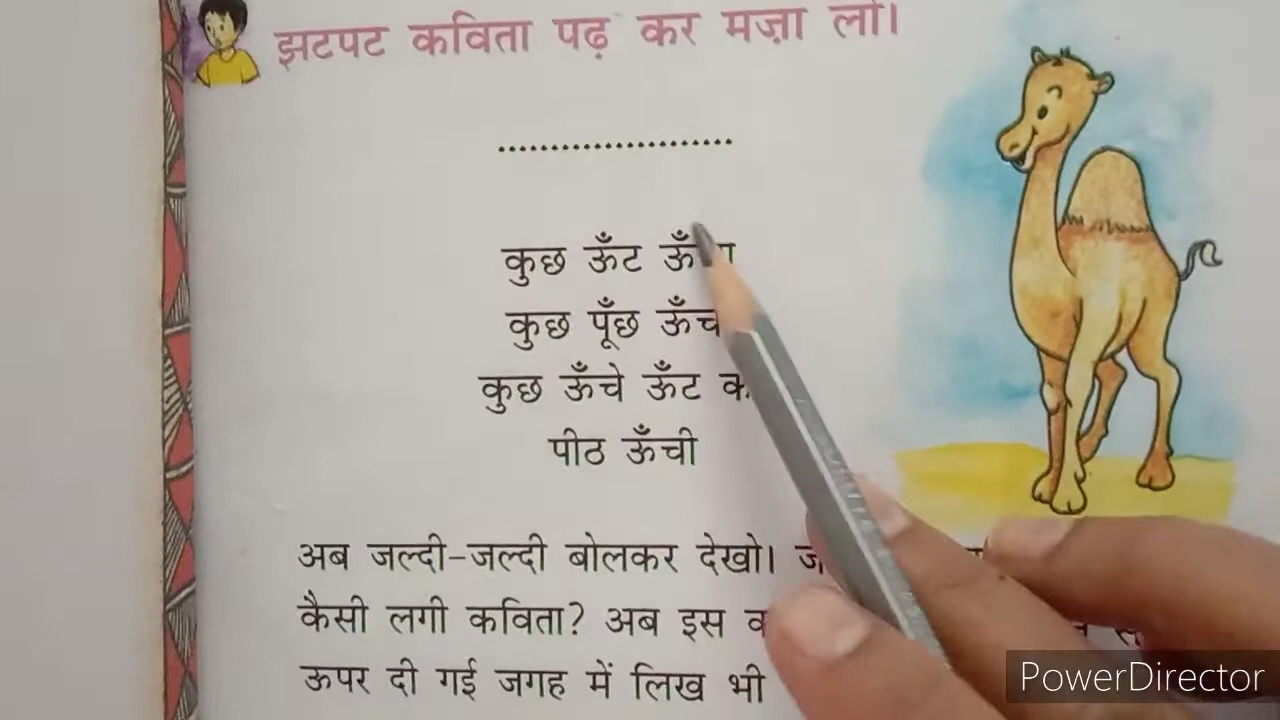 झटपट कविता पढ़ कर मज़ा लो।
.......................
कुछ ऊँट
कुछ पूँछ
कुछ ऊँचे ऊँट
पीठ ऊँची
अब जल्दी-जल्दी बोलकर देखो।
कैसी लगी कविता? अब इस
ऊपर दी गई जगह में लिख भी
PowerDirector